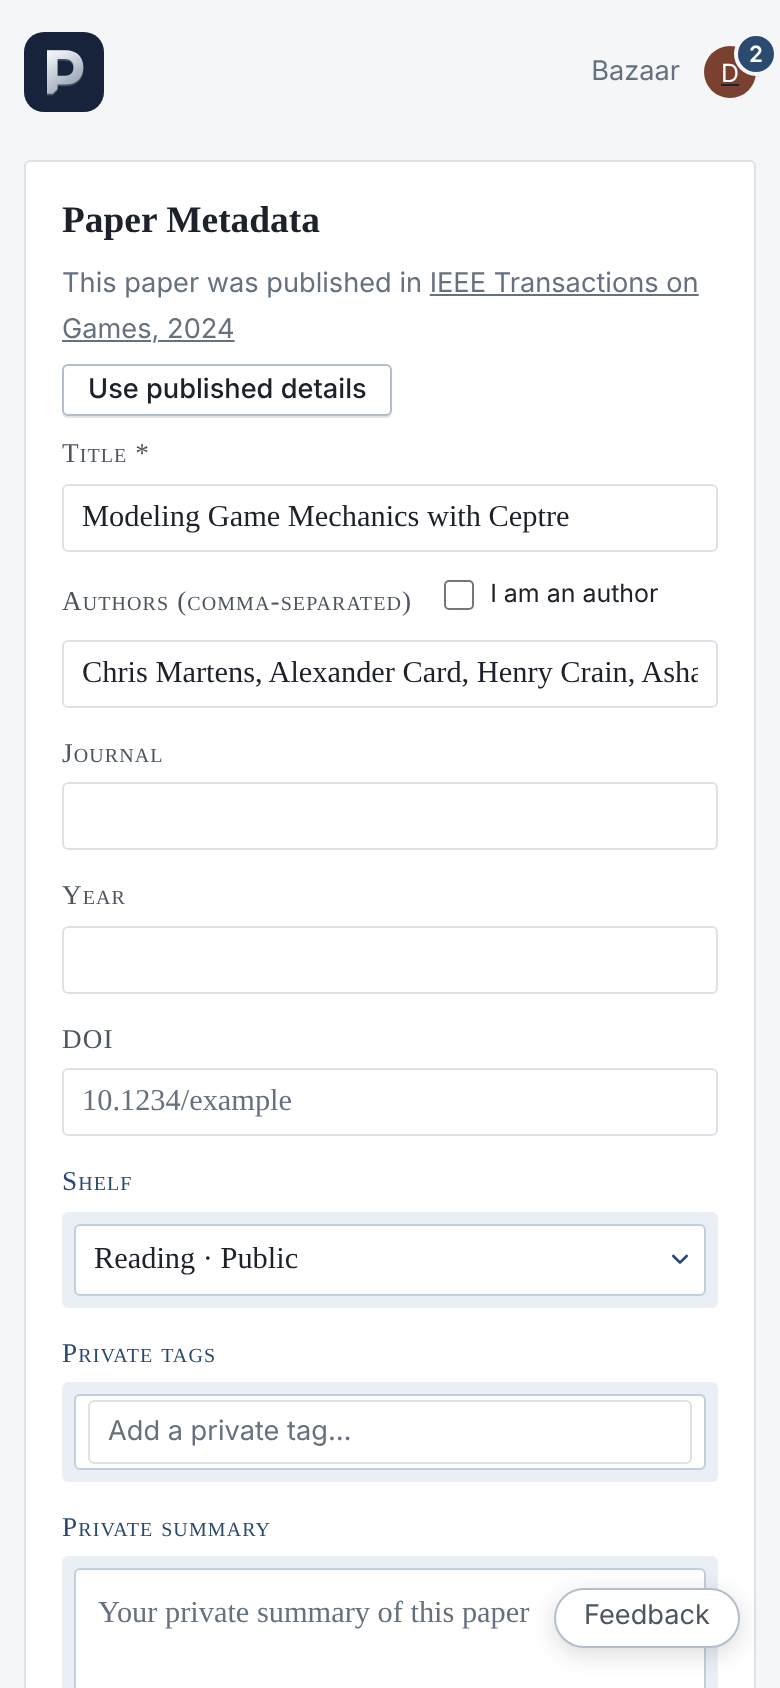 P
Bazaar
D
2
Paper Metadata
This paper was published in IEEE Transactions on
Games, 2024
Use published details
Title *
Modeling Game Mechanics with Ceptre
Authors (comma-separated)
I am an author
Chris Martens, Alexander Card, Henry Crain, Asha
Journal
Year
DOI
10.1234/example
Shelf
Reading · Public
Private tags
Add a private tag...
Private summary
Your private summary of this paper
Feedback